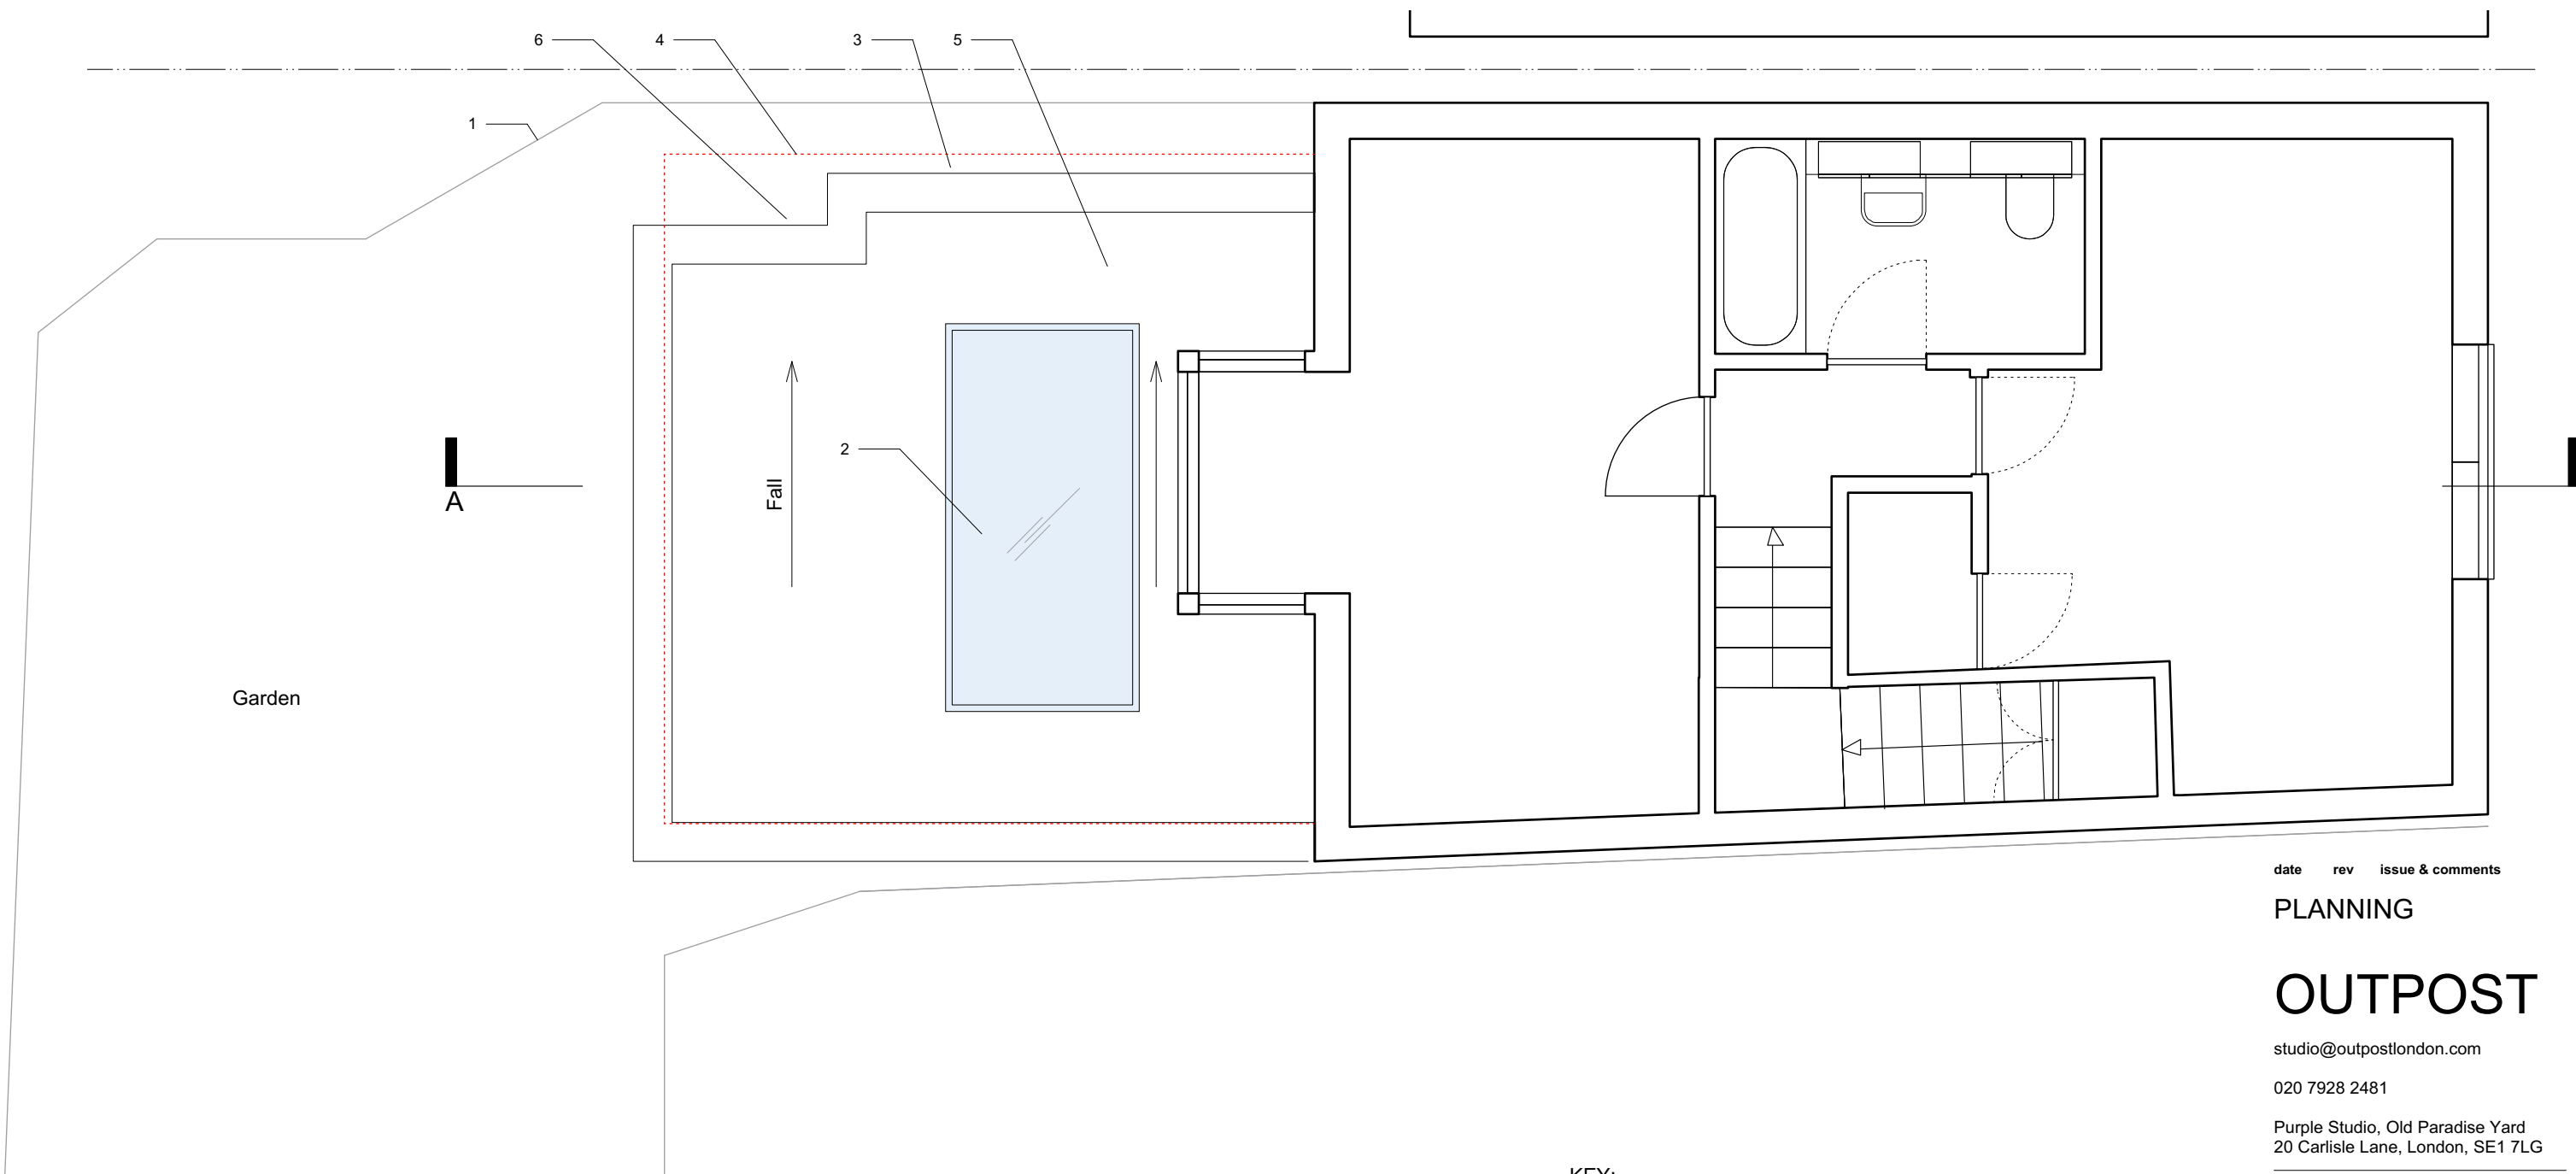 6
4
3
5
1
2
Fall
A
Garden
date rev issue & comments
PLANNING
OUTPOST
studio@outpostlondon.com
020 7928 2481
Purple Studio, Old Paradise Yard
20 Carlisle Lane, London, SE1 7LG
KEY: